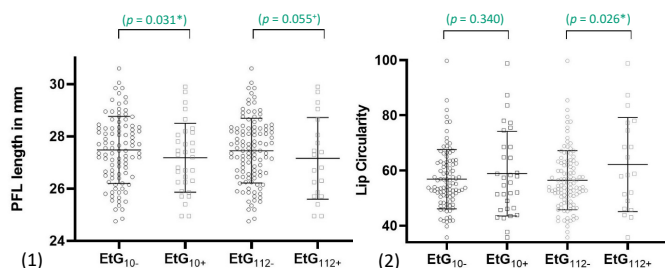 (p = 0.031*) (p = 0.055⁺)
PFL length in mm
30
28
26
24
EtG₁₀₋ EtG₁₀₊ EtG₁₁₂₋ EtG₁₁₂₊
(1)
(p = 0.340) (p = 0.026*)
Lip Circularity
100
80
60
40
EtG₁₀₋ EtG₁₀₊ EtG₁₁₂₋ EtG₁₁₂₊
(2)